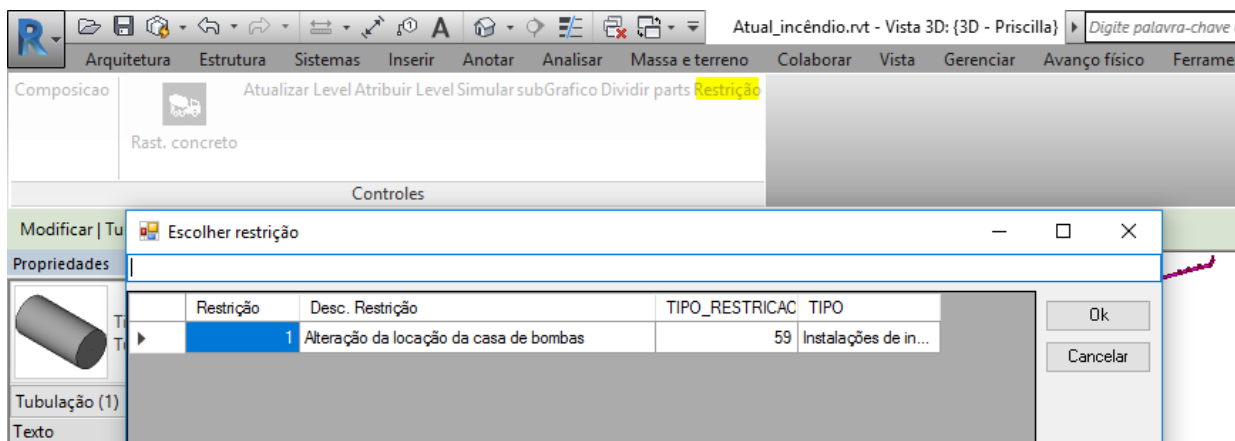 Atual_incêndio.rvt - Vista 3D: {3D - Priscilla} Digite palavra-chave
Arquitetura Estrutura Sistemas Inserir Anotar Analisar Massa e terreno Colaborar Vista Gerenciar Avanço físico Ferrame
Composicao Atualizar Level Atribuir Level Simular subGrafico Dividir parts Restrição
Rast. concreto
Controles
Modificar | Tu
Escolher restrição
Propriedades
Restrição Desc. Restrição TIPO_RESTRICAC TIPO
Ok
1 Alteração da locação da casa de bombas 59 Instalações de in...
Cancelar
Tubulação (1)
Texto